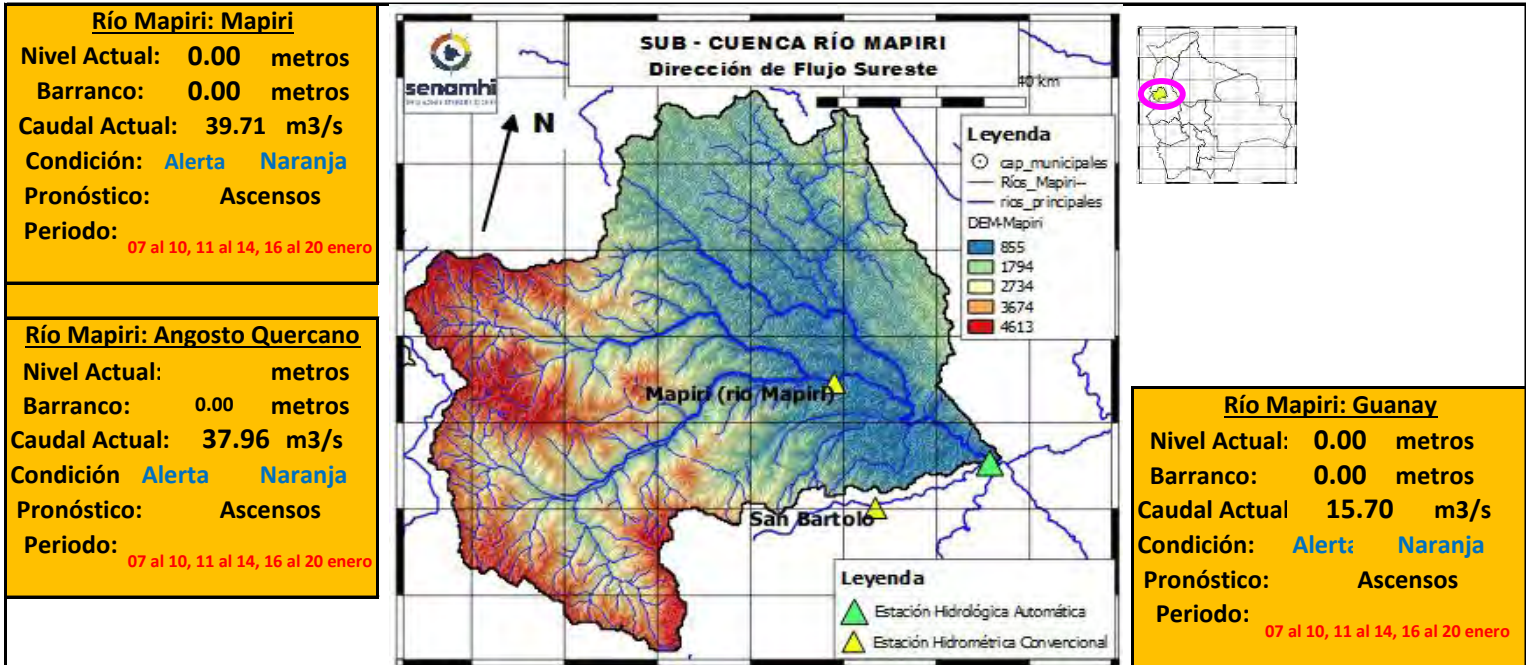 Río Mapiri: Mapiri
Nivel Actual: 0.00 metros
Barranco: 0.00 metros
Caudal Actual: 39.71 m3/s
Condición: Alerta Naranja
Pronóstico: Ascensos
Periodo:
07 al 10, 11 al 14, 16 al 20 enero
Río Mapiri: Angosto Quercano
Nivel Actual: metros
Barranco: 0.00 metros
Caudal Actual: 37.96 m3/s
Condición Alerta Naranja
Pronóstico: Ascensos
Periodo:
07 al 10, 11 al 14, 16 al 20 enero
senamhi
SUB - CUENCA RÍO MAPIRI
Dirección de Flujo Sureste
40 km
N
Leyenda
cap_municipales
Ríos_Mapiri--
rios_principales
DEM-Mapiri
855
1794
2734
3674
4613
Mapiri (rio Mapiri)
San Bartolo
Leyenda
Estación Hidrológica Automática
Estación Hidrométrica Convencional
Río Mapiri: Guanay
Nivel Actual: 0.00 metros
Barranco: 0.00 metros
Caudal Actual 15.70 m3/s
Condición: Alerta Naranja
Pronóstico: Ascensos
Periodo:
07 al 10, 11 al 14, 16 al 20 enero